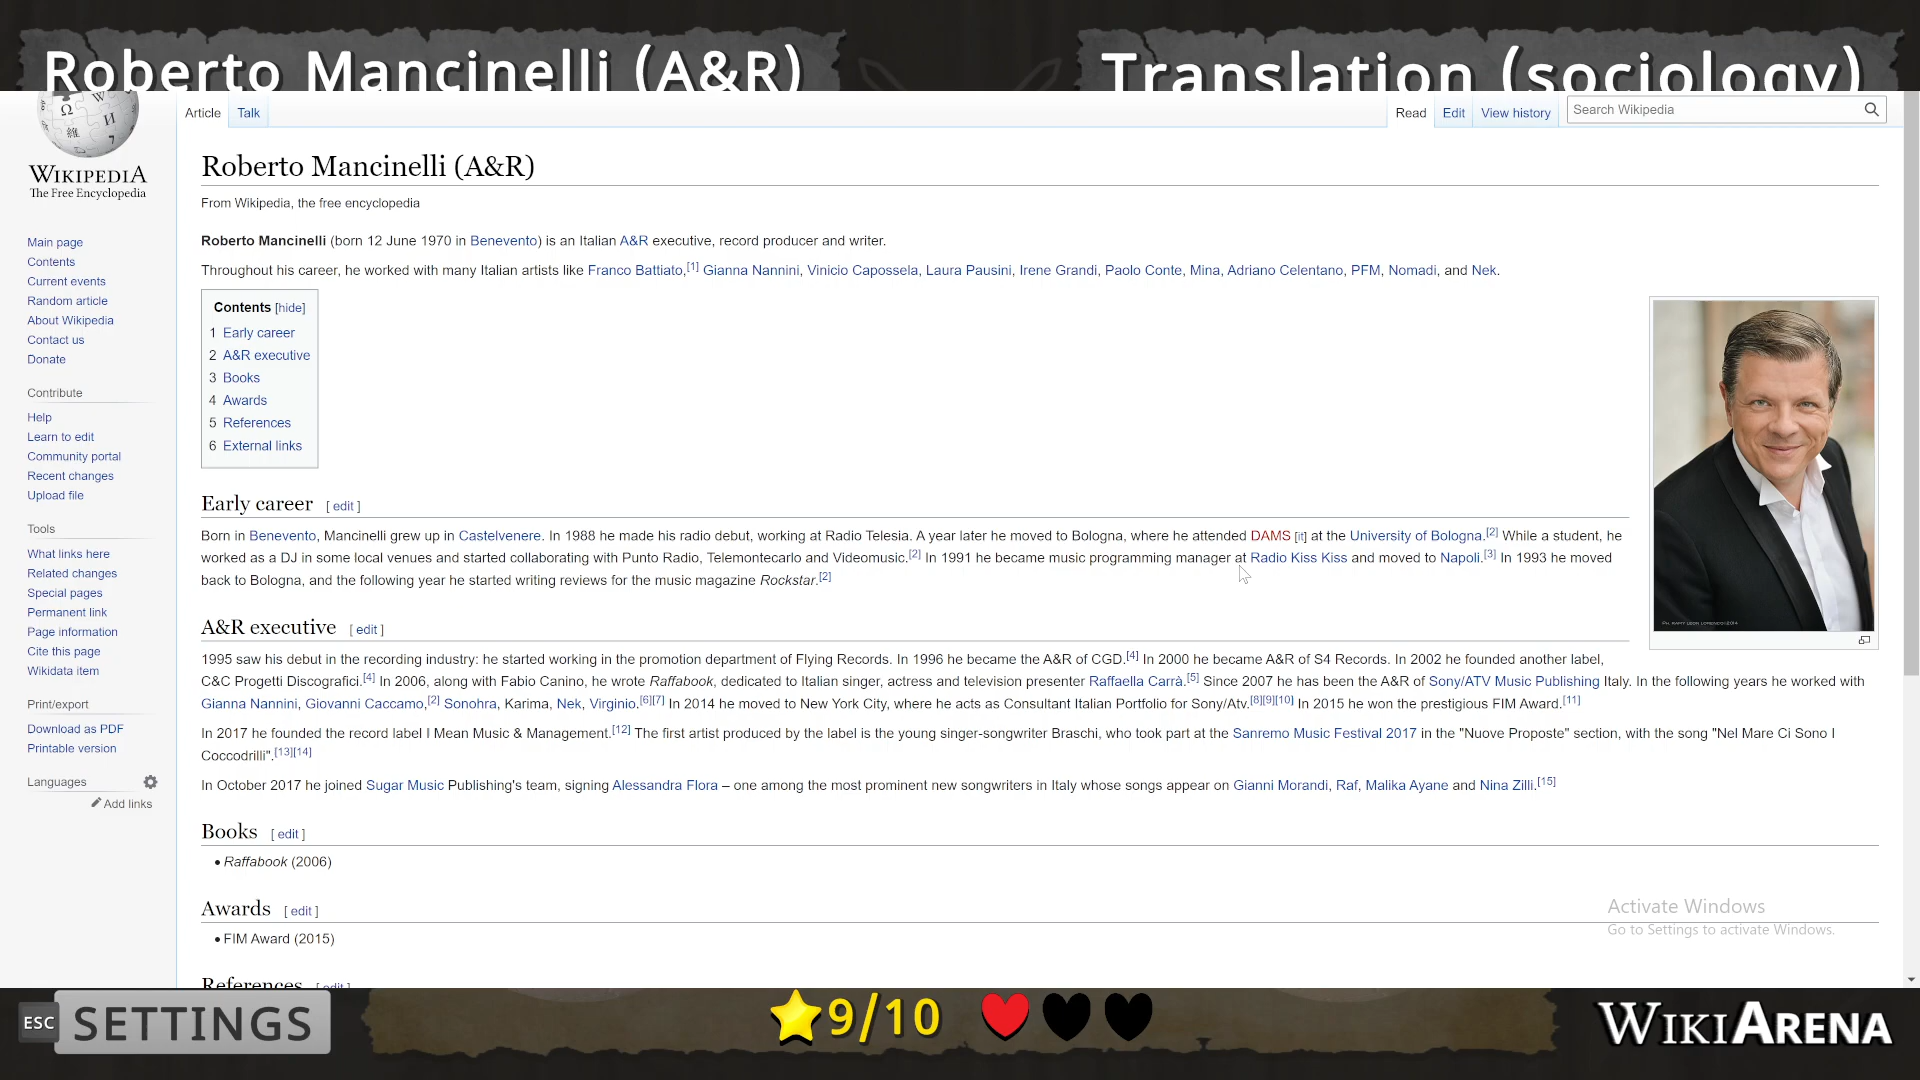 Roberto Mancinelli (A&R)
Translation (sociology)
WIKIPEDIA
The Free Encyclopedia
Main page
Contents
Current events
Random article
About Wikipedia
Contact us
Donate
Contribute
Help
Learn to edit
Community portal
Recent changes
Upload file
Tools
What links here
Related changes
Special pages
Permanent link
Page information
Cite this page
Wikidata item
Print/export
Download as PDF
Printable version
Languages
Add links
Article Talk
Read Edit View history Search Wikipedia
Roberto Mancinelli (A&R)
From Wikipedia, the free encyclopedia
Roberto Mancinelli (born 12 June 1970 in Benevento) is an Italian A&R executive, record producer and writer.
Throughout his career, he worked with many Italian artists like Franco Battiato,[1] Gianna Nannini, Vinicio Capossela, Laura Pausini, Irene Grandi, Paolo Conte, Mina, Adriano Celentano, PFM, Nomadi, and Nek.
Contents [hide]
1 Early career
2 A&R executive
3 Books
4 Awards
5 References
6 External links
Early career [ edit ]
Born in Benevento, Mancinelli grew up in Castelvenere. In 1988 he made his radio debut, working at Radio Telesia. A year later he moved to Bologna, where he attended DAMS [it] at the University of Bologna.[2] While a student, he
worked as a DJ in some local venues and started collaborating with Punto Radio, Telemontecarlo and Videomusic.[2] In 1991 he became music programming manager at Radio Kiss Kiss and moved to Napoli.[3] In 1993 he moved
back to Bologna, and the following year he started writing reviews for the music magazine Rockstar.[2]
A&R executive [ edit ]
1995 saw his debut in the recording industry: he started working in the promotion department of Flying Records. In 1996 he became the A&R of CGD.[4] In 2000 he became A&R of S4 Records. In 2002 he founded another label,
C&C Progetti Discografici.[4] In 2006, along with Fabio Canino, he wrote Raffabook, dedicated to Italian singer, actress and television presenter Raffaella Carrà.[5] Since 2007 he has been the A&R of Sony/ATV Music Publishing Italy. In the following years he worked with
Gianna Nannini, Giovanni Caccamo,[2] Sonohra, Karima, Nek, Virginio.[6][7] In 2014 he moved to New York City, where he acts as Consultant Italian Portfolio for Sony/Atv.[8][9][10] In 2015 he won the prestigious FIM Award.[11]
In 2017 he founded the record label I Mean Music & Management.[12] The first artist produced by the label is the young singer-songwriter Braschi, who took part at the Sanremo Music Festival 2017 in the "Nuove Proposte" section, with the song "Nel Mare Ci Sono I
Coccodrilli".[13][14]
In October 2017 he joined Sugar Music Publishing's team, signing Alessandra Flora – one among the most prominent new songwriters in Italy whose songs appear on Gianni Morandi, Raf, Malika Ayane and Nina Zilli.[15]
Books [ edit ]
• Raffabook (2006)
Awards [ edit ]
• FIM Award (2015)
References [ edit ]
Activate Windows
Go to Settings to activate Windows.
ESC SETTINGS
9/10
WIKIARENA